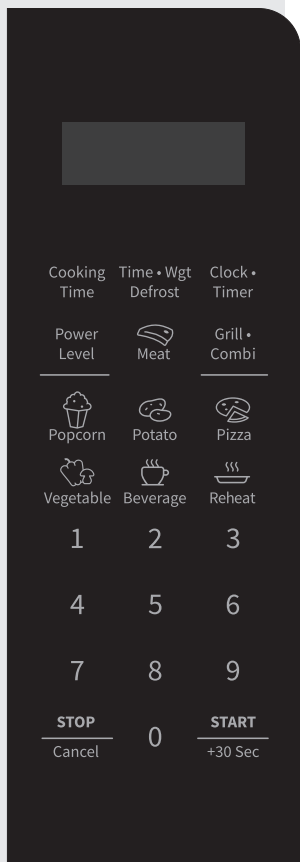 Cooking Time • Wgt Clock •
Time Defrost Timer
Power Grill •
Level Meat Combi
Popcorn Potato Pizza
Vegetable Beverage Reheat
1 2 3
4 5 6
7 8 9
STOP 0 START
Cancel +30 Sec